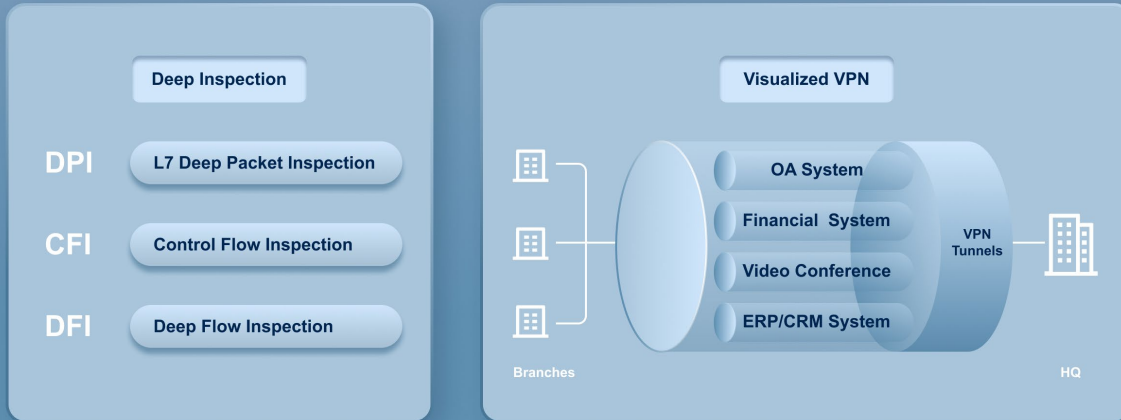 Deep Inspection
DPI
L7 Deep Packet Inspection
CFI
Control Flow Inspection
DFI
Deep Flow Inspection
Visualized VPN
OA System
Financial System
Video Conference
ERP/CRM System
VPN
Tunnels
Branches
HQ